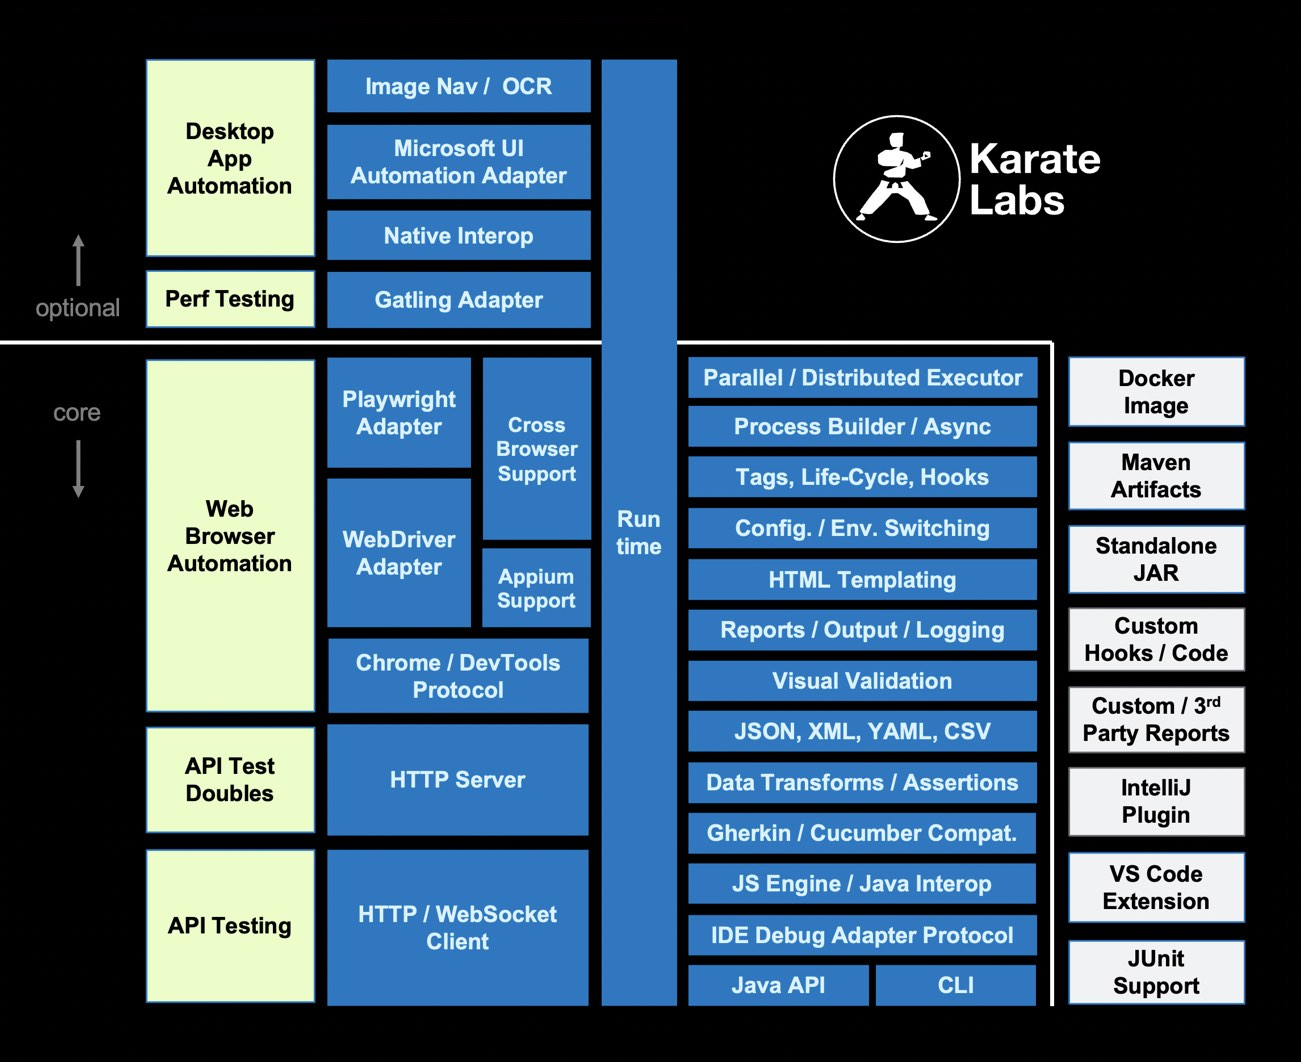 Desktop
App
Automation
Image Nav /  OCR
Microsoft UI
Automation Adapter
Native Interop
Perf Testing
Gatling Adapter
Karate
Labs
optional
core
Web
Browser
Automation
Playwright
Adapter
Cross
Browser
Support
WebDriver
Adapter
Appium
Support
Chrome / DevTools
Protocol
API Test
Doubles
HTTP Server
API Testing
HTTP / WebSocket
Client
Run
time
Parallel / Distributed Executor
Process Builder / Async
Tags, Life-Cycle, Hooks
Config. / Env. Switching
HTML Templating
Reports / Output / Logging
Visual Validation
JSON, XML, YAML, CSV
Data Transforms / Assertions
Gherkin / Cucumber Compat.
JS Engine / Java Interop
IDE Debug Adapter Protocol
Java API
CLI
Docker
Image
Maven
Artifacts
Standalone
JAR
Custom
Hooks / Code
Custom / 3rd
Party Reports
IntelliJ
Plugin
VS Code
Extension
JUnit
Support